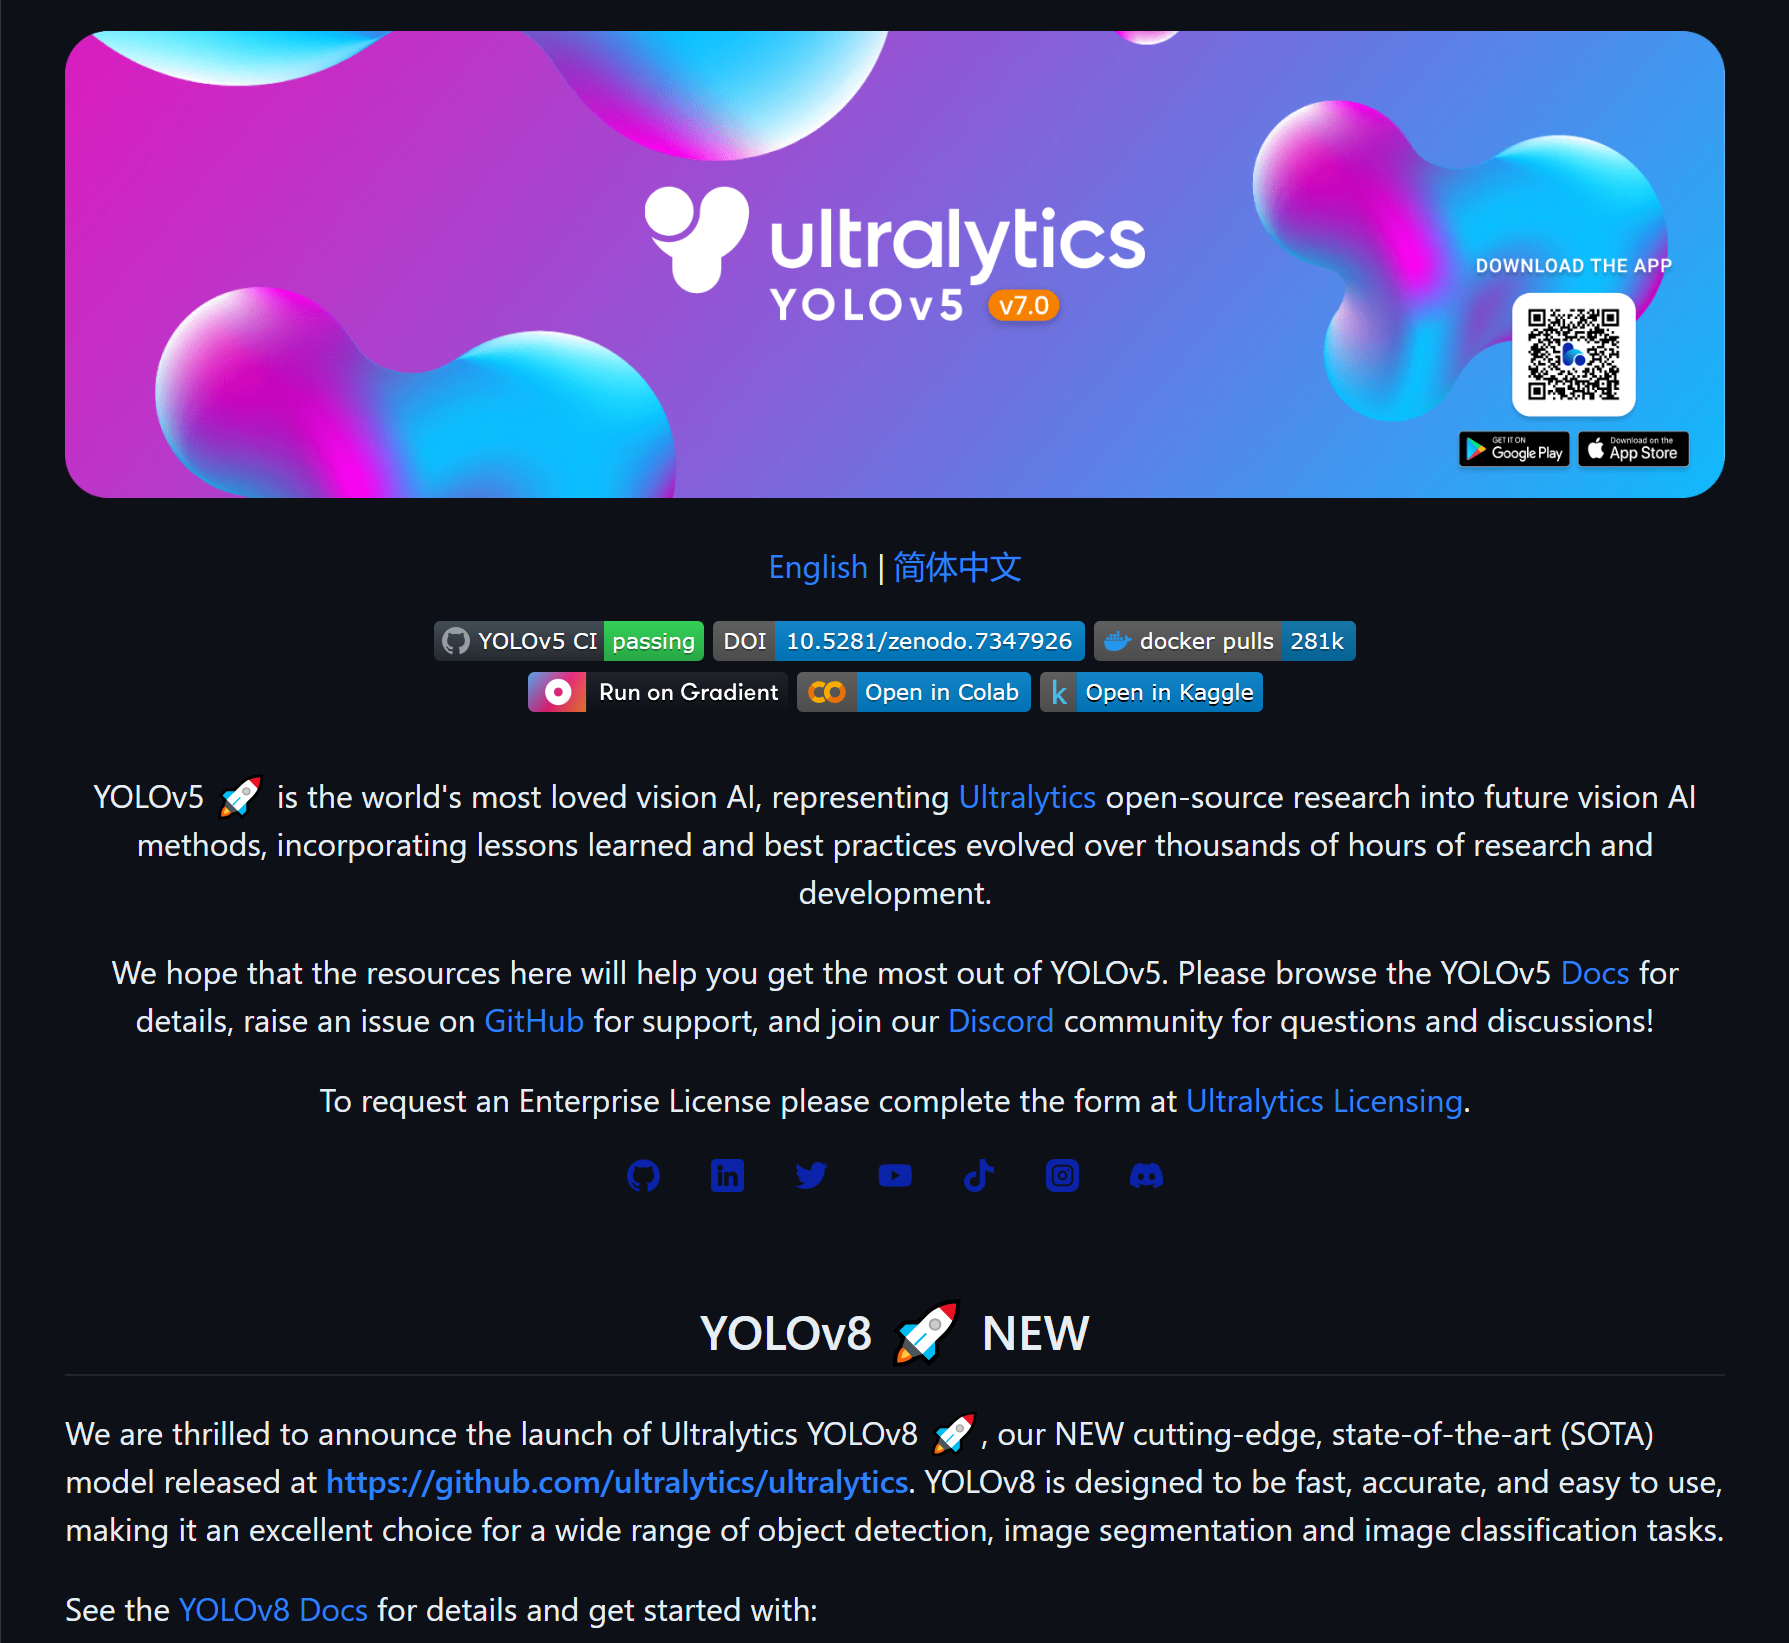 ultralytics
YOLOv5 v7.0
DOWNLOAD THE APP
GET IT ON
Google Play
Download on the
App Store
English | 简体中文
YOLOv5 CI passing DOI 10.5281/zenodo.7347926 docker pulls 281k
Run on Gradient Open in Colab k Open in Kaggle
YOLOv5 🚀 is the world's most loved vision AI, representing Ultralytics open-source research into future vision AI
methods, incorporating lessons learned and best practices evolved over thousands of hours of research and
development.
We hope that the resources here will help you get the most out of YOLOv5. Please browse the YOLOv5 Docs for
details, raise an issue on GitHub for support, and join our Discord community for questions and discussions!
To request an Enterprise License please complete the form at Ultralytics Licensing.
in
YOLOv8 🚀 NEW
We are thrilled to announce the launch of Ultralytics YOLOv8 🚀, our NEW cutting-edge, state-of-the-art (SOTA)
model released at https://github.com/ultralytics/ultralytics. YOLOv8 is designed to be fast, accurate, and easy to use,
making it an excellent choice for a wide range of object detection, image segmentation and image classification tasks.
See the YOLOv8 Docs for details and get started with: